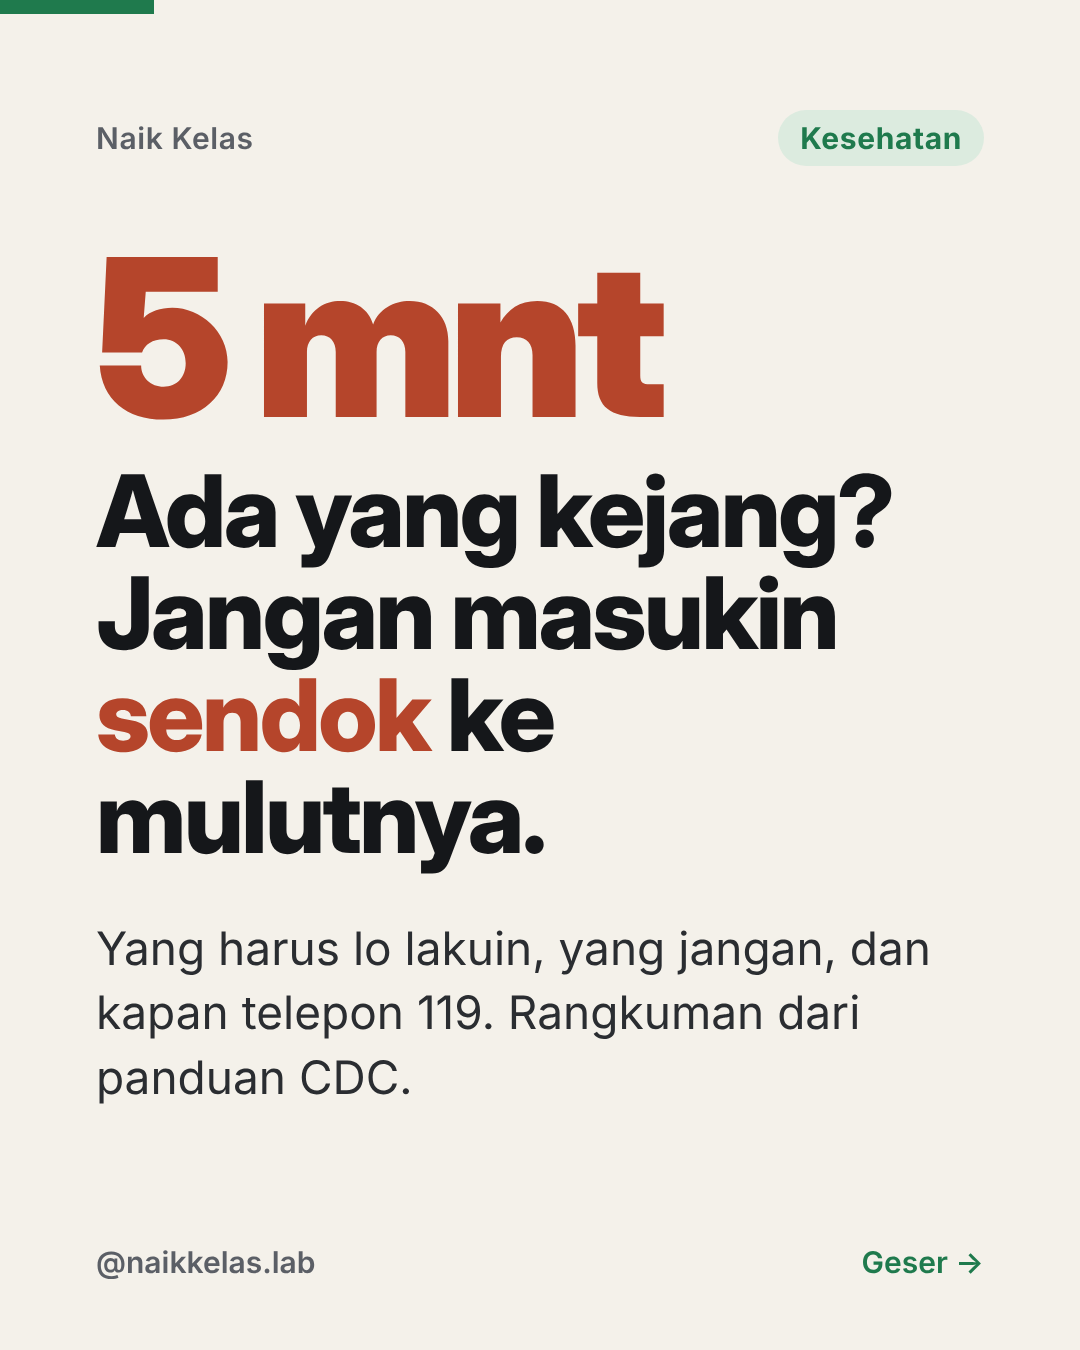 Naik Kelas
Kesehatan
5 mnt
Ada yang kejang?
Jangan masukin
sendok ke
mulutnya.
Yang harus lo lakuin, yang jangan, dan
kapan telepon 119. Rangkuman dari
panduan CDC.
@naikkelas.lab
Geser →